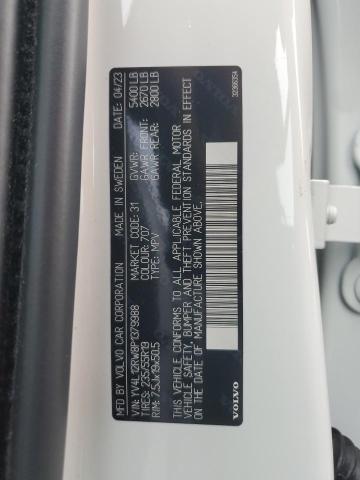 MFD BY VOLVO CAR CORPORATION MADE IN SWEDEN 04/23
YV4L12RW8P1379988 MARKET CODE: 31 GVWR: 5400 LB
TIRES: 235/55R19 COLOUR: 707 GAWR FRONT: 2670 LB
RIM: 7.5Jx19x50.5 TYPE: MPV GAWR REAR: 2800 LB
THIS VEHICLE CONFORMS TO ALL APPLICABLE FEDERAL MOTOR
VEHICLE SAFETY, BUMPER AND THEFT PREVENTION STANDARDS IN EFFECT
ON THE DATE OF MANUFACTURE SHOWN ABOVE.
VOLVO
32366354